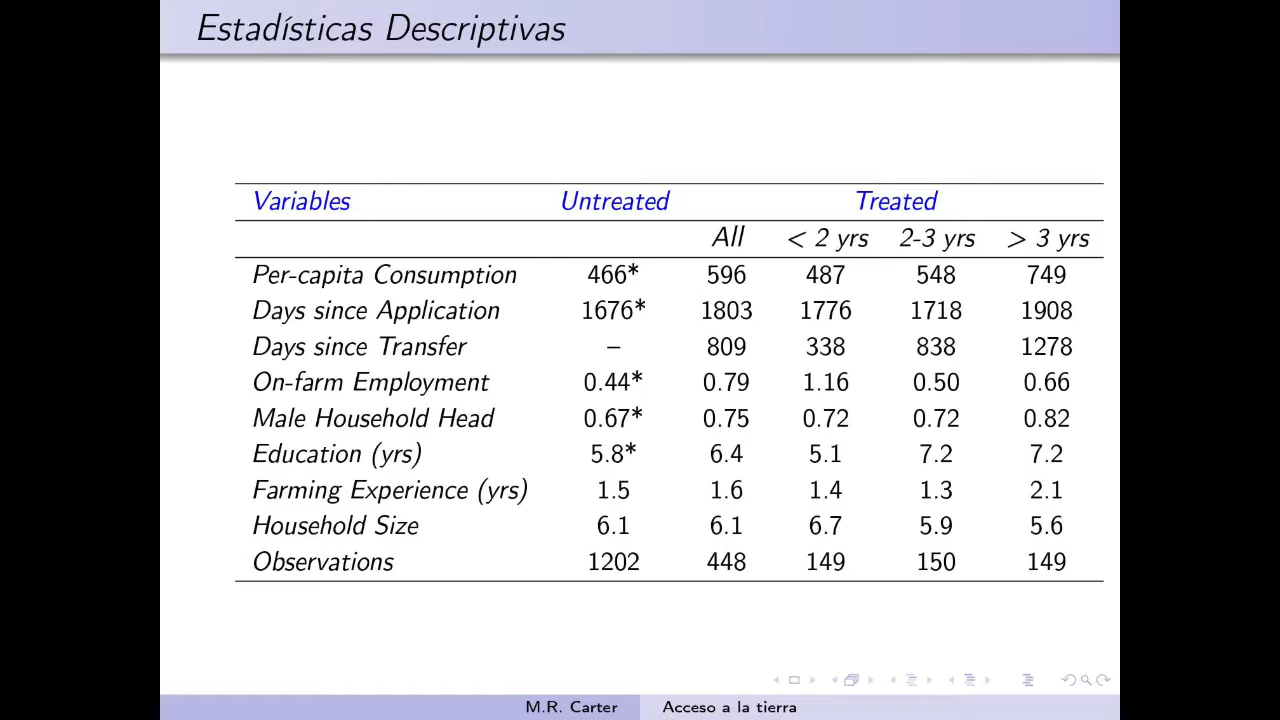 Estadísticas Descriptivas
Variables Untreated Treated
All < 2 yrs 2-3 yrs > 3 yrs
Per-capita Consumption 466* 596 487 548 749
Days since Application 1676* 1803 1776 1718 1908
Days since Transfer – 809 338 838 1278
On-farm Employment 0.44* 0.79 1.16 0.50 0.66
Male Household Head 0.67* 0.75 0.72 0.72 0.82
Education (yrs) 5.8* 6.4 5.1 7.2 7.2
Farming Experience (yrs) 1.5 1.6 1.4 1.3 2.1
Household Size 6.1 6.1 6.7 5.9 5.6
Observations 1202 448 149 150 149
M.R. Carter Acceso a la tierra